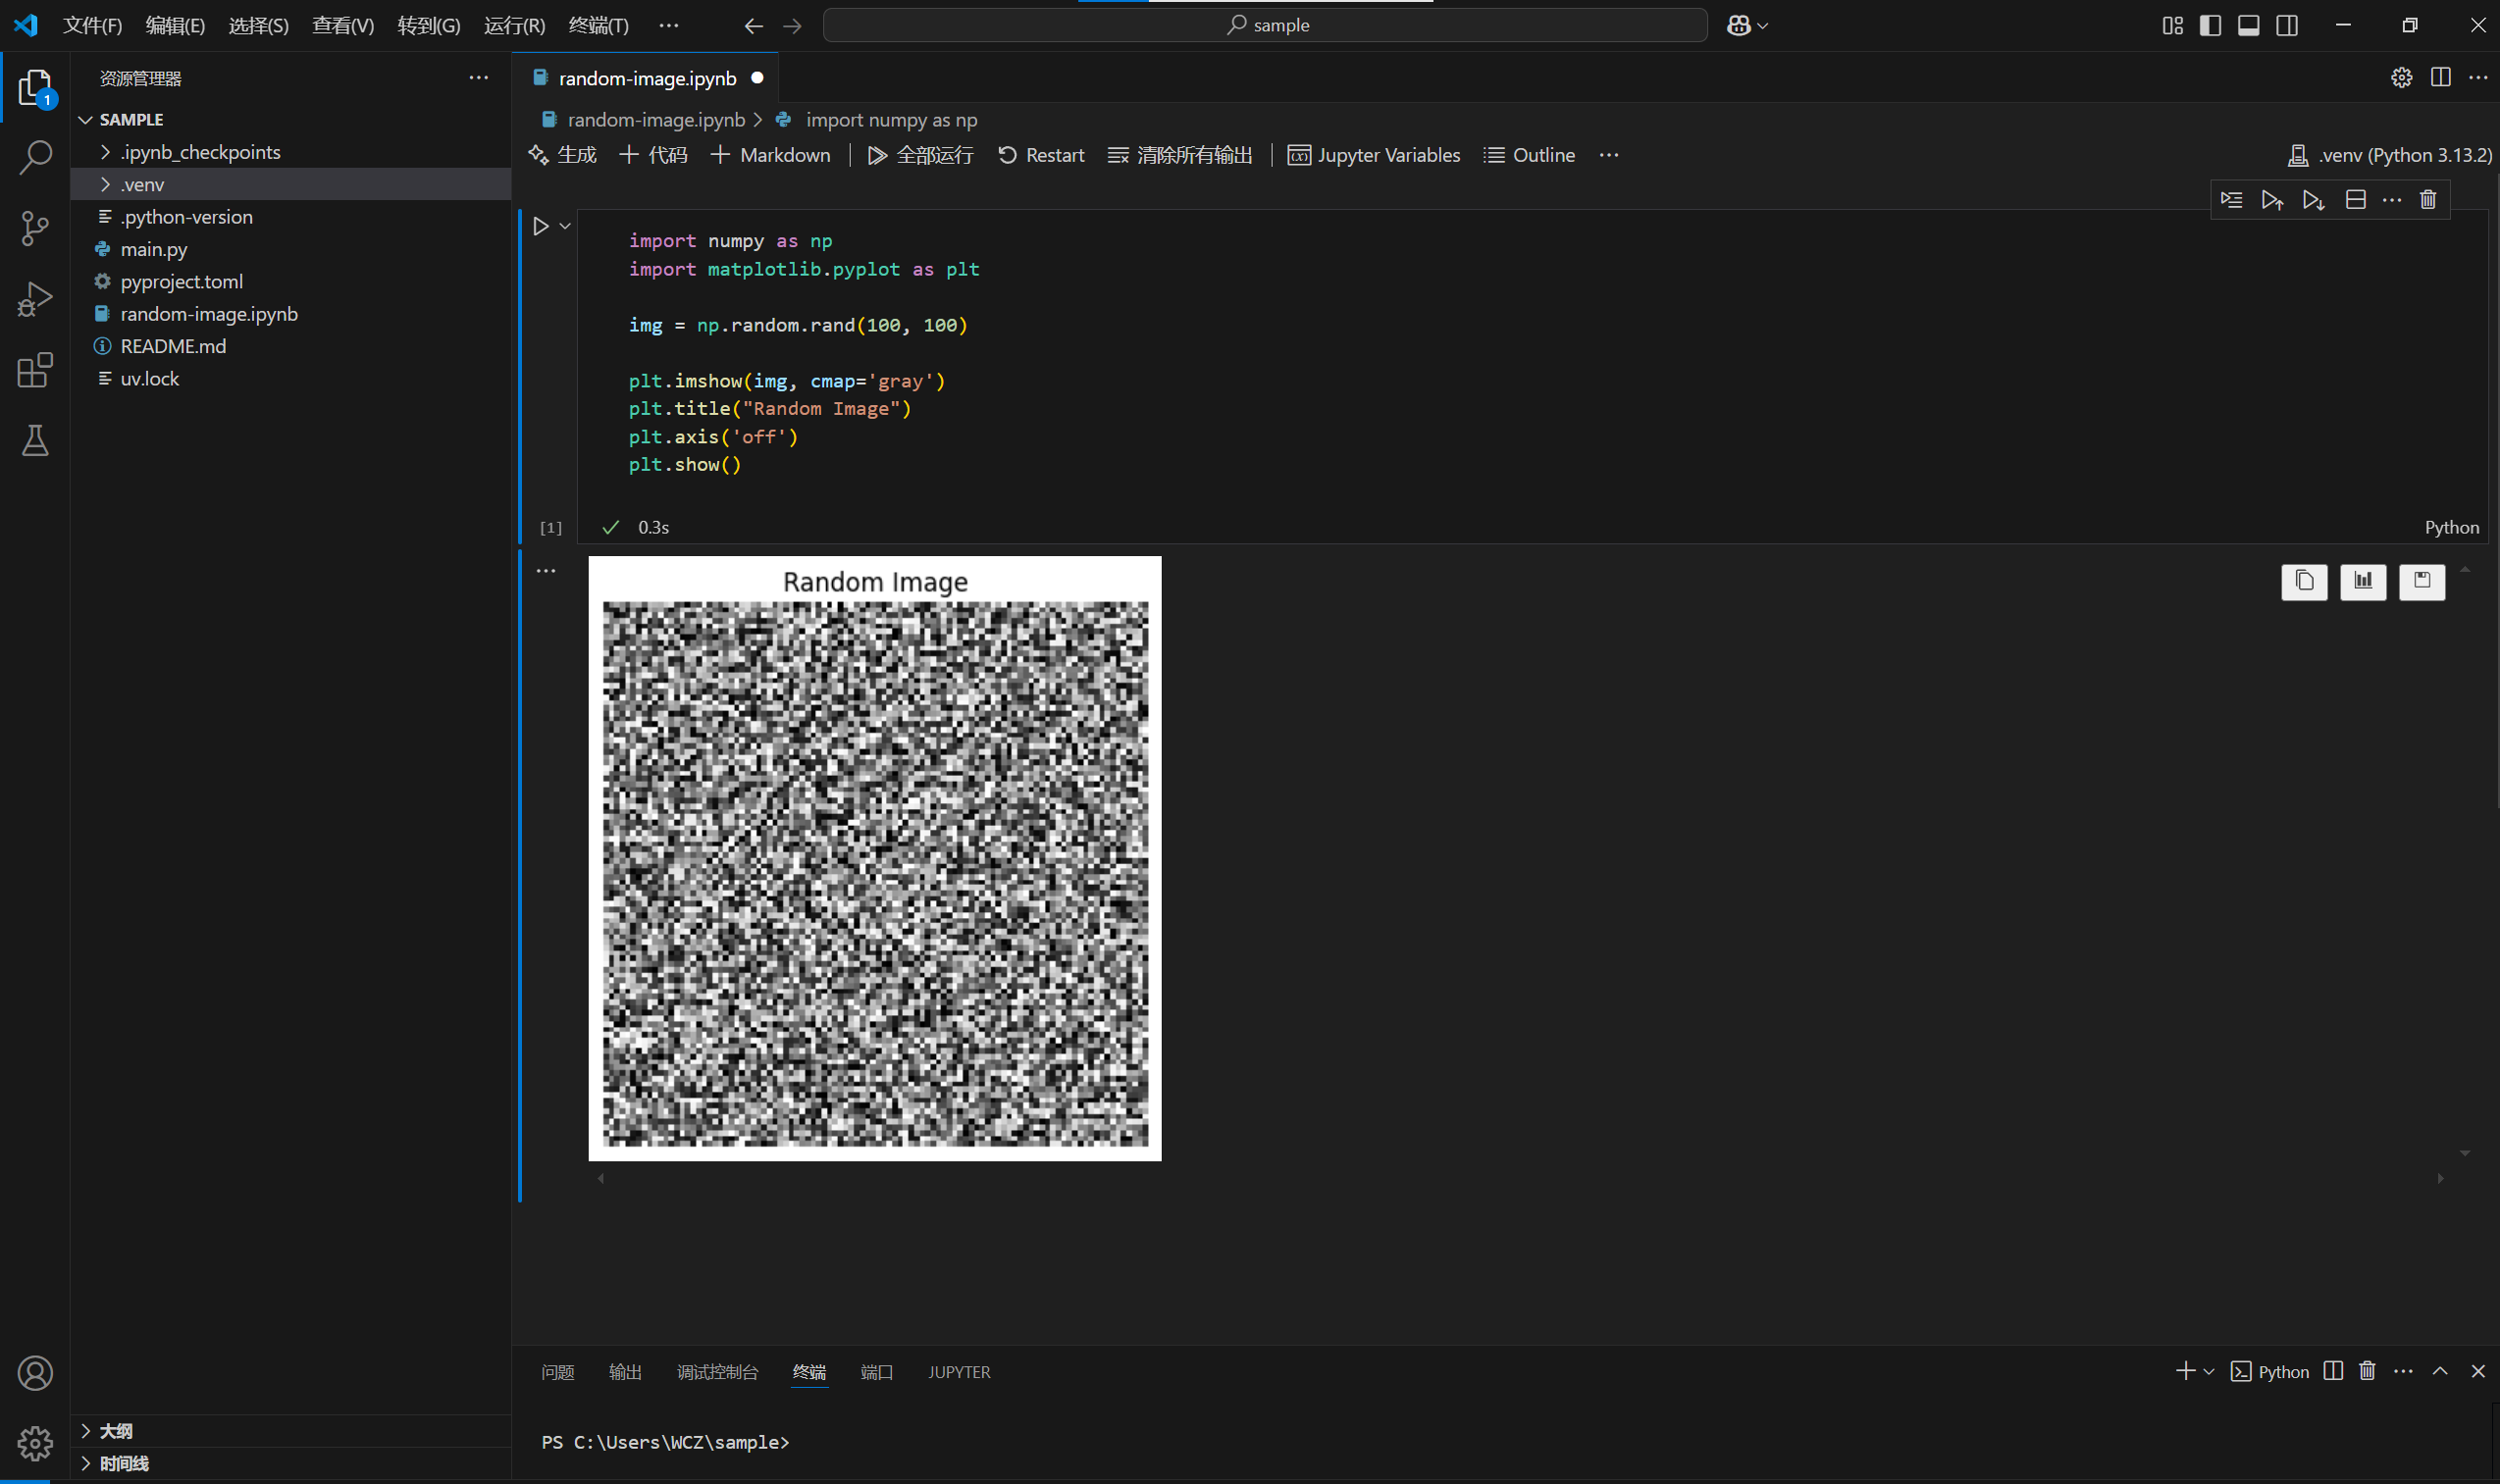 文件(F) 编辑(E) 选择(S) 查看(V) 转到(G) 运行(R) 终端(T) ··· sample
资源管理器 ···
1
SAMPLE
.ipynb_checkpoints
.venv
.python-version
main.py
pyproject.toml
random-image.ipynb
README.md
uv.lock
大纲
时间线
random-image.ipynb
random-image.ipynb > import numpy as np
生成 + 代码 + Markdown 全部运行 Restart 清除所有输出 Jupyter Variables Outline ··· .venv (Python 3.13.2)
import numpy as np
import matplotlib.pyplot as plt
img = np.random.rand(100, 100)
plt.imshow(img, cmap='gray')
plt.title("Random Image")
plt.axis('off')
plt.show()
[1] 0.3s Python
Random Image
问题 输出 调试控制台 终端 端口 JUPYTER Python
PS C:\Users\WCZ\sample>